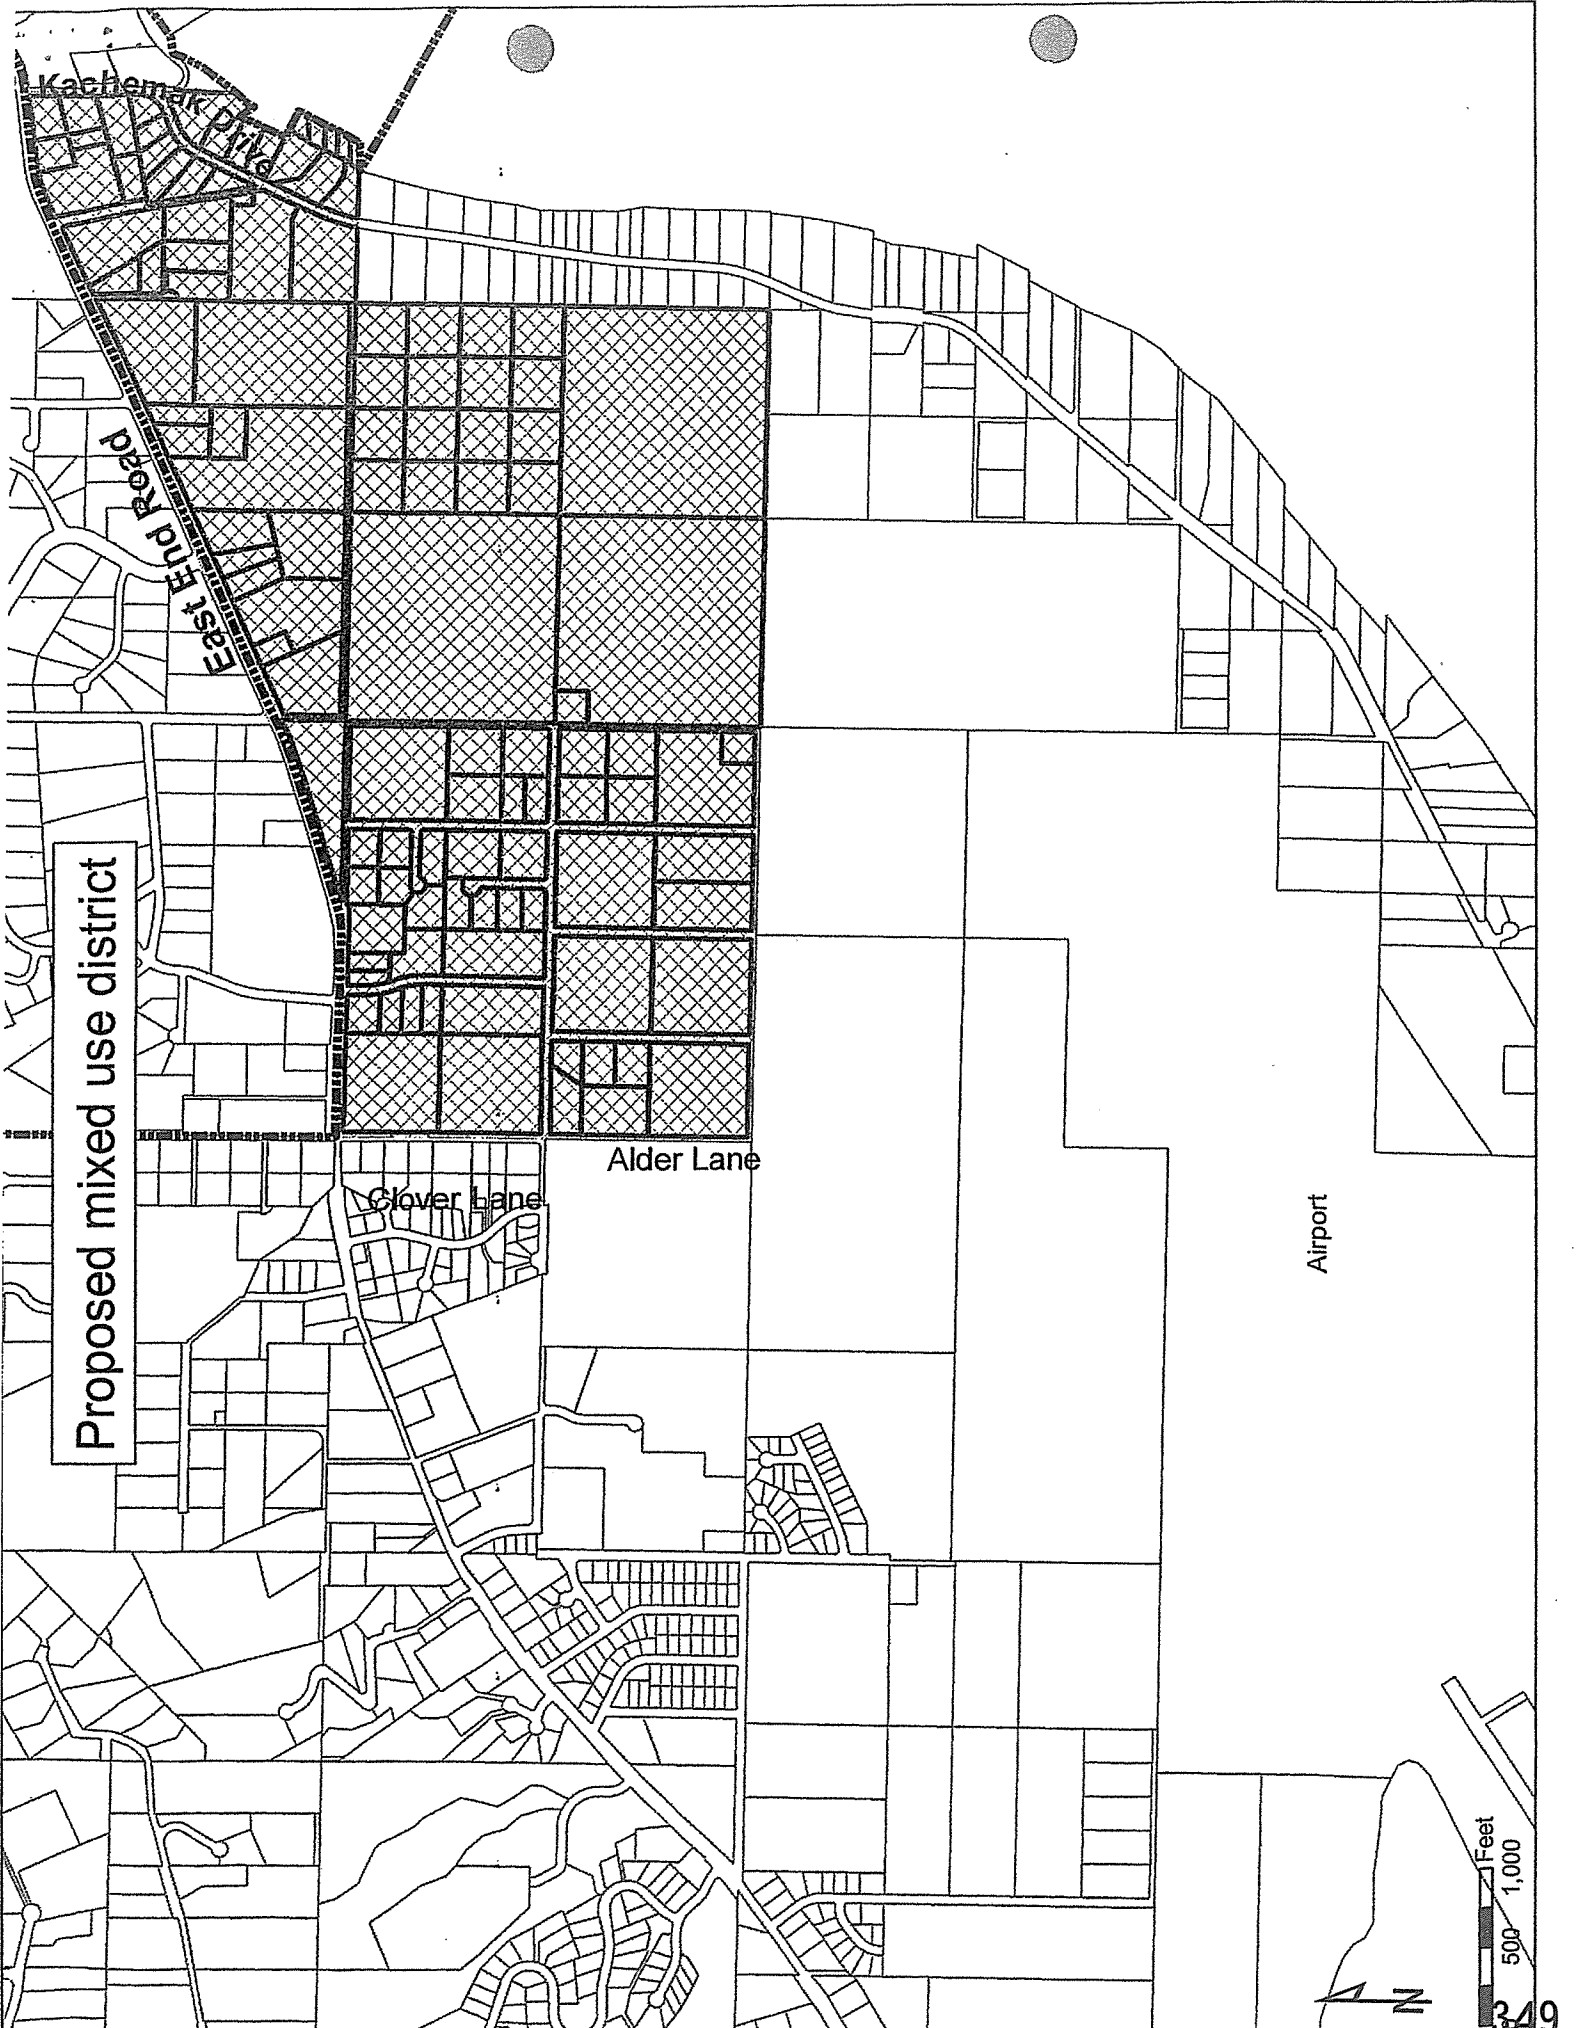 Kachemak Drive
East End Road
Proposed mixed use district
Alder Lane
Clover Lane
Airport
Feet
500 1,000
N
349